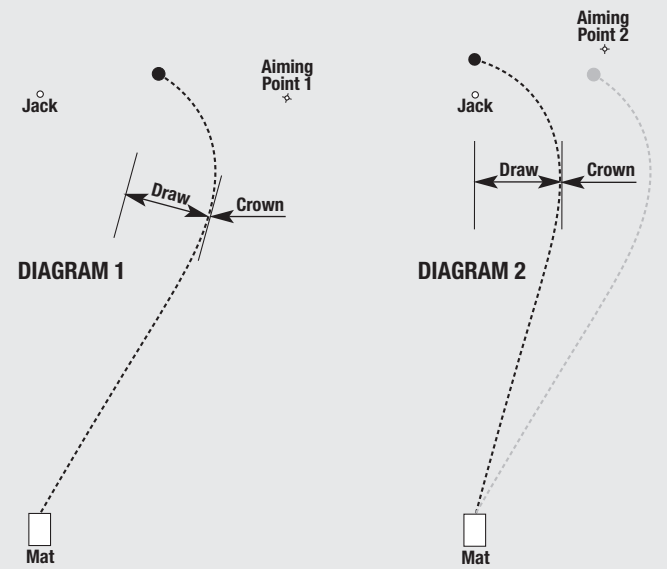 Aiming
Point 1
Jack
Draw
Crown
DIAGRAM 1
Mat
Aiming
Point 2
Jack
Draw
Crown
DIAGRAM 2
Mat